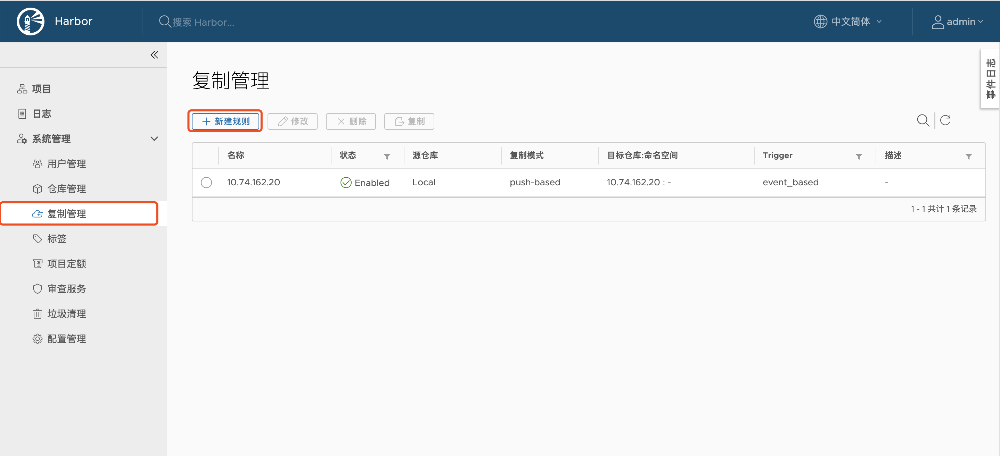 Harbor
搜索 Harbor...
中文简体
admin
事件日志
项目
日志
系统管理
用户管理
仓库管理
复制管理
标签
项目定额
审查服务
垃圾清理
配置管理
复制管理
新建规则 修改 删除 复制
名称 状态 源仓库 复制模式 目标仓库:命名空间 Trigger 描述
10.74.162.20 Enabled Local push-based 10.74.162.20 : - event_based -
1 - 1 共计 1 条记录